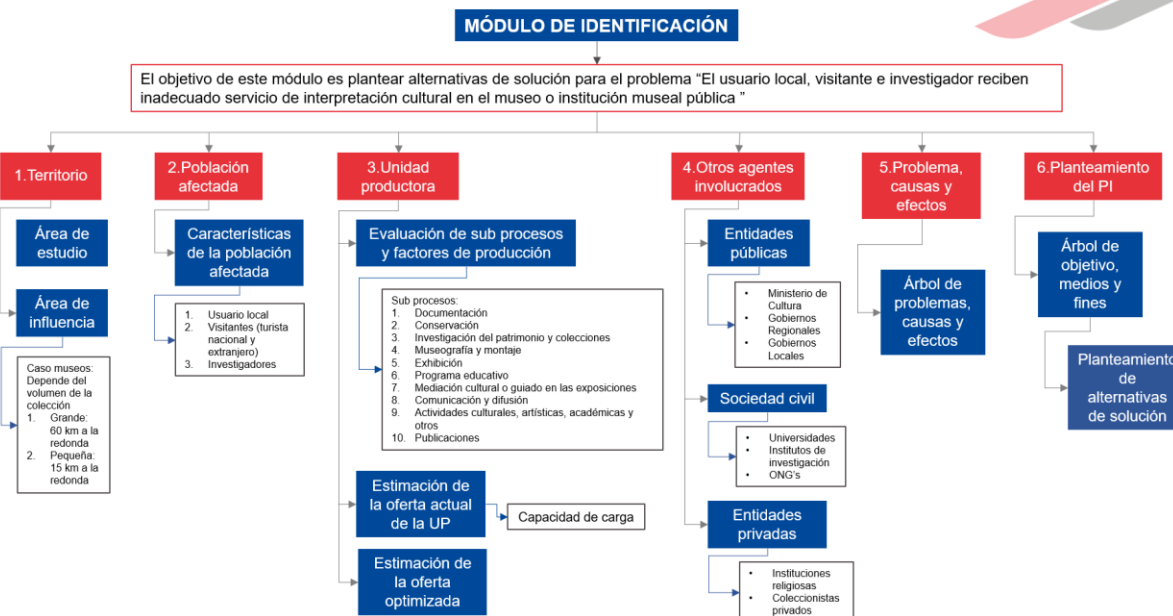 MÓDULO DE IDENTIFICACIÓN
El objetivo de este módulo es plantear alternativas de solución para el problema “El usuario local, visitante e investigador reciben
inadecuado servicio de interpretación cultural en el museo o institución museal pública ”
1.Territorio
Área de
estudio
Área de
influencia
Caso museos:
Depende del
volumen de la
colección
1. Grande:
60 km a la
redonda
2. Pequeña:
15 km a la
redonda
2.Población
afectada
Características
de la población
afectada
1. Usuario local
2. Visitantes (turista
nacional y
extranjero)
3. Investigadores
3.Unidad
productora
Evaluación de sub procesos
y factores de producción
Sub procesos:
1. Documentación
2. Conservación
3. Investigación del patrimonio y colecciones
4. Museografía y montaje
5. Exhibición
6. Programa educativo
7. Mediación cultural o guiado en las exposiciones
8. Comunicación y difusión
9. Actividades culturales, artísticas, académicas y
otros
10. Publicaciones
Estimación de
la oferta actual
de la UP
Capacidad de carga
Estimación de
la oferta
optimizada
4.Otros agentes
involucrados
Entidades
públicas
• Ministerio de
Cultura
• Gobiernos
Regionales
• Gobiernos
Locales
Sociedad civil
• Universidades
• Institutos de
investigación
• ONG's
Entidades
privadas
• Instituciones
religiosas
• Coleccionistas
privados
5.Problema,
causas y
efectos
Árbol de
problemas,
causas y
efectos
6.Planteamiento
del PI
Árbol de
objetivo,
medios y
fines
Planteamiento
de
alternativas
de solución